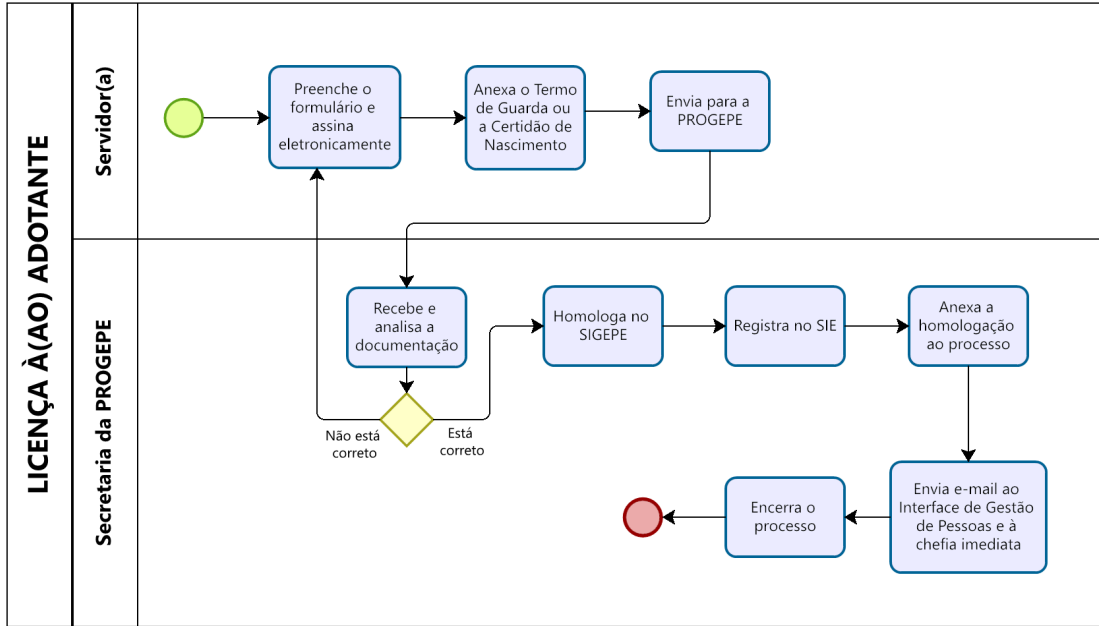 LICENÇA À(AO) ADOTANTE
Servidor(a)
Preenche o
formulário e
assina
eletronicamente
Anexa o Termo
de Guarda ou
a Certidão de
Nascimento
Envia para a
PROGEPE
Secretaria da PROGEPE
Recebe e
analisa a
documentação
Não está
correto
Está
correto
Homologa no
SIGEPE
Registra no SIE
Anexa a
homologação
ao processo
Envia e-mail ao
Interface de Gestão
de Pessoas e à
chefia imediata
Encerra o
processo